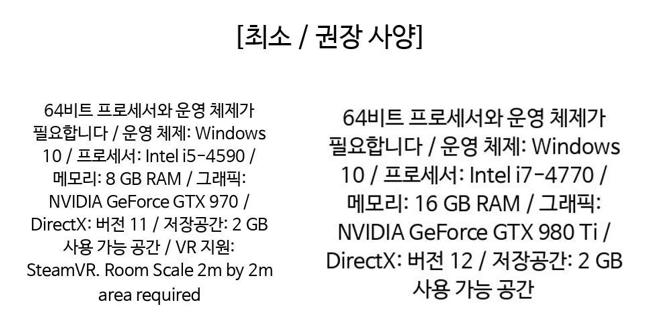 [최소 / 권장 사양]
64비트 프로세서와 운영 체제가
필요합니다 / 운영 체제: Windows
10 / 프로세서: Intel i5-4590 /
메모리: 8 GB RAM / 그래픽:
NVIDIA GeForce GTX 970 /
DirectX: 버전 11 / 저장공간: 2 GB
사용 가능 공간 / VR 지원:
SteamVR. Room Scale 2m by 2m
area required
64비트 프로세서와 운영 체제가
필요합니다 / 운영 체제: Windows
10 / 프로세서: Intel i7-4770 /
메모리: 16 GB RAM / 그래픽:
NVIDIA GeForce GTX 980 Ti /
DirectX: 버전 12 / 저장공간: 2 GB
사용 가능 공간